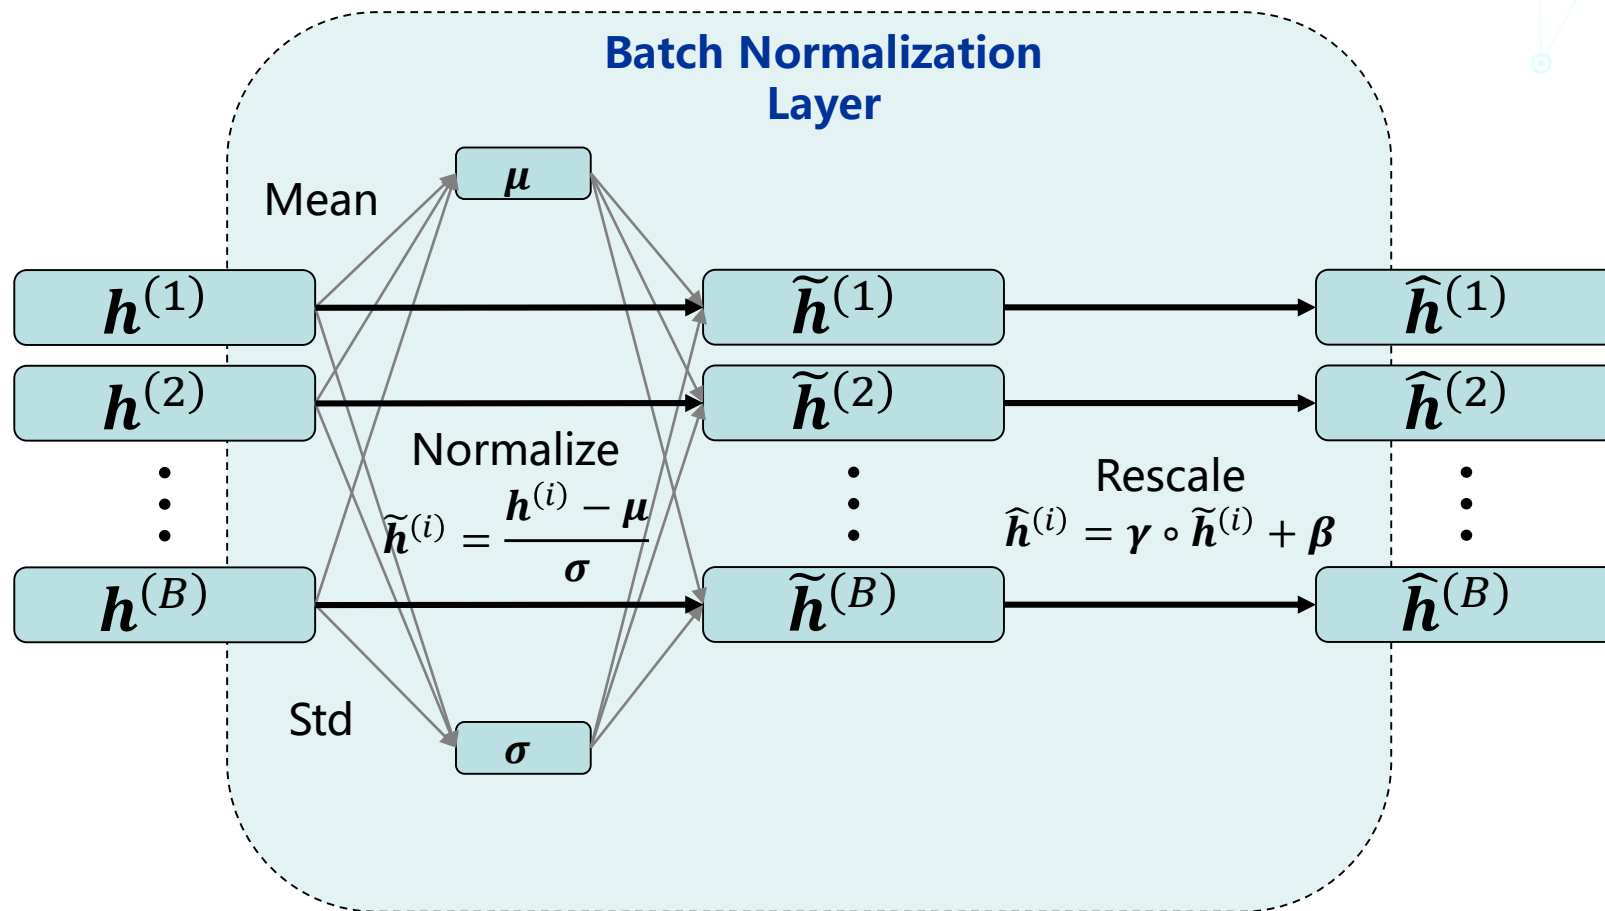 Batch Normalization
Layer
μ
Mean
h^(1) h̃^(1) ĥ^(1)
h^(2) h̃^(2) ĥ^(2)
Normalize
h̃^(i) = (h^(i) − μ) / σ
Rescale
ĥ^(i) = γ ∘ h̃^(i) + β
h^(B) h̃^(B) ĥ^(B)
Std
σ